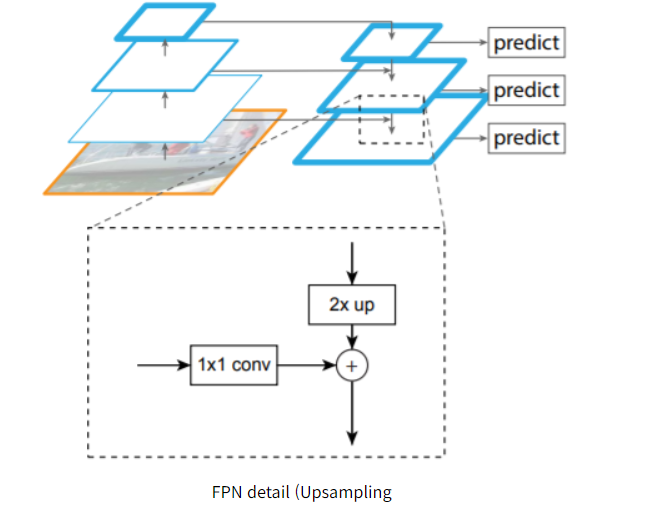 predict
predict
predict
2x up
1x1 conv
+
FPN detail (Upsampling